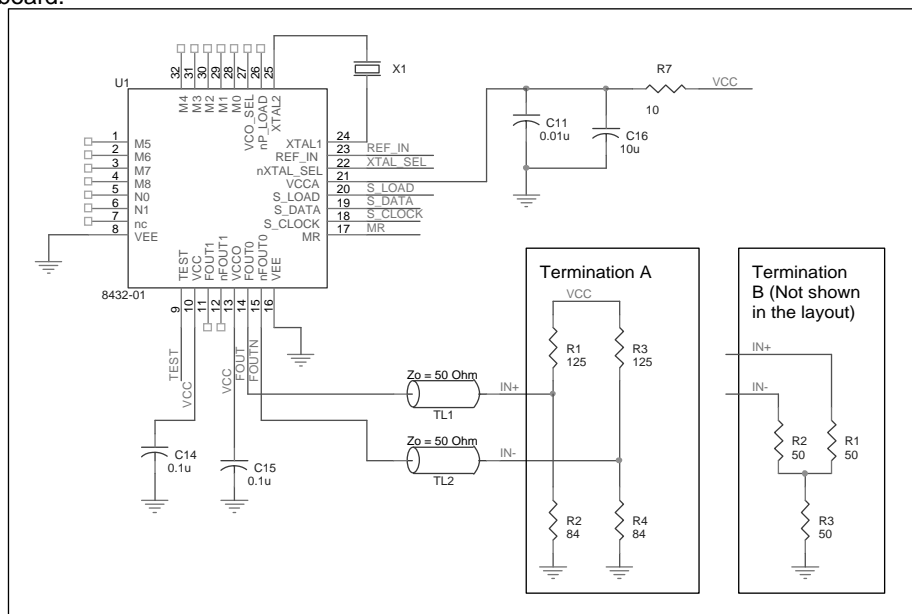 board.
U1
32
31
30
29
28
27
26
25
M4
M3
M2
M1
M0
VCO_SEL
nP_LOAD
XTAL2
X1
R7
VCC
10
C11
0.01u
C16
10u
1
2
3
4
5
6
7
8
M5
M6
M7
M8
N0
N1
nc
VEE
XTAL1
REF_IN
nXTAL_SEL
VCCA
S_LOAD
S_DATA
S_CLOCK
MR
24
23
22
21
20
19
18
17
REF_IN
XTAL_SEL
S_LOAD
S_DATA
S_CLOCK
MR
TEST
VCC
FOUT1
nFOUT1
VCCO
FOUT0
nFOUT0
VEE
8432-01
9
10
11
12
13
14
15
16
TEST
VCC
VCC
FOUT
FOUTN
C14
0.1u
C15
0.1u
Zo = 50 Ohm
TL1
Zo = 50 Ohm
TL2
IN+
IN-
Termination A
VCC
R1
125
R3
125
R2
84
R4
84
Termination
B (Not shown
in the layout)
IN+
IN-
R2
50
R1
50
R3
50